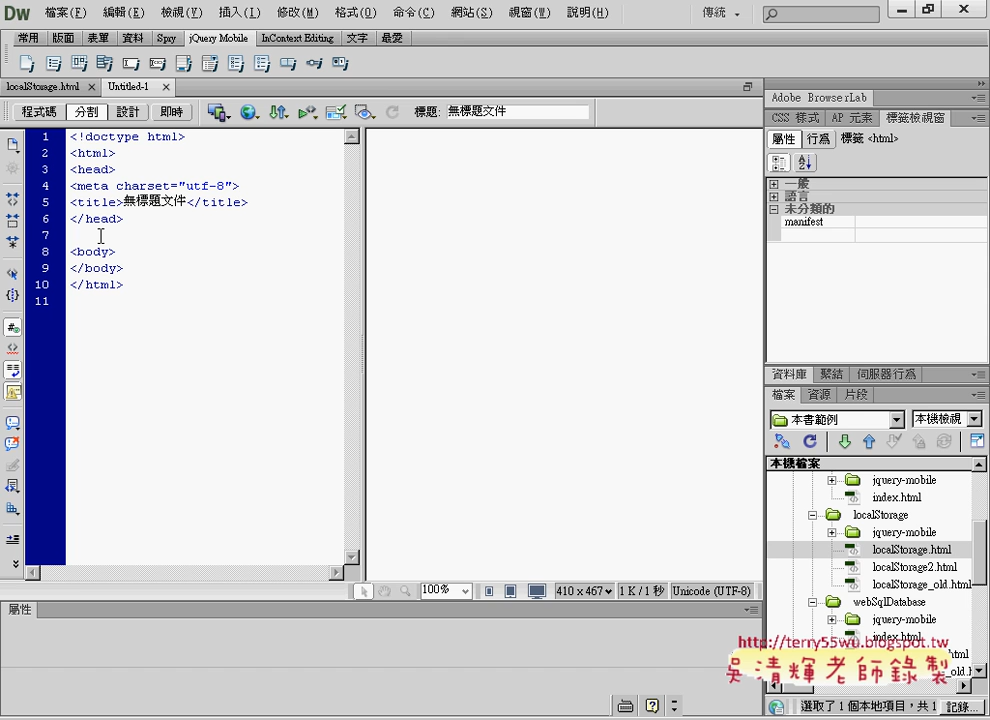 Dw 檔案(F) 編輯(E) 檢視(V) 插入(I) 修改(M) 格式(O) 命令(C) 網站(S) 視窗(W) 說明(H) 傳統
常用 版面 表單 資料 Spry jQuery Mobile InContext Editing 文字 最愛
localStorage.html Untitled-1
Adobe BrowserLab
程式碼 分割 設計 即時 標題: 無標題文件
CSS 樣式 AP 元素 標籤檢視窗
屬性 行為 標籤 <html>
一般
語言
未分類的
manifest
1 <!doctype html>
2 <html>
3 <head>
4 <meta charset="utf-8">
5 <title>無標題文件</title>
6 </head>
7
8 <body>
9 </body>
10 </html>
11
資料庫 繫結 伺服器行為
檔案 資源 片段
本書範例 本機檢視
本機檔案
jquery-mobile
index.html
localStorage
jquery-mobile
localStorage.html
localStorage2.html
localStorage_old.html
webSqlDatabase
jquery-mobile
index.html
100% 410 x 467 1 K / 1 秒 Unicode (UTF-8)
屬性
http://terry55wu.blogspot.tw
吳清輝老師錄製
選取了 1 個本地項目，共 1 記錄...